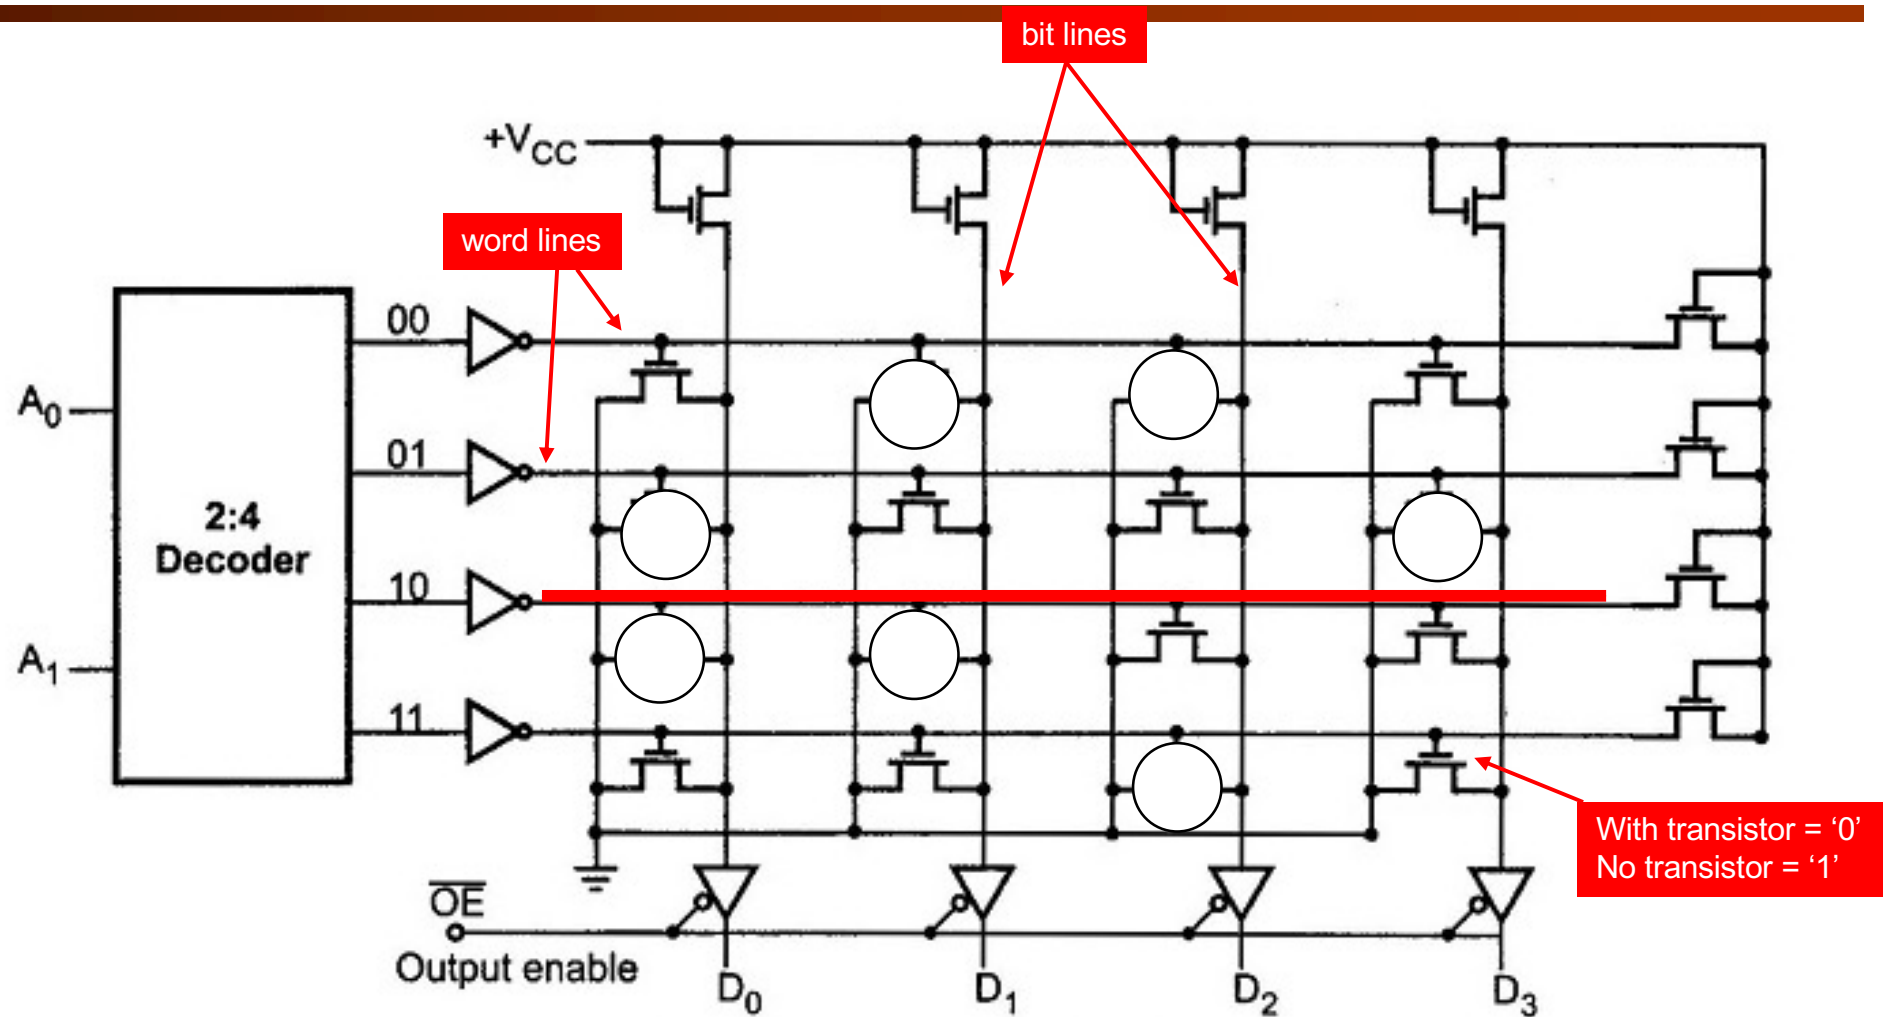 bit lines
+VCC
word lines
00
A0
01
2:4
Decoder
10
A1
11
With transistor = ‘0’
No transistor = ‘1’
OE
Output enable
D0
D1
D2
D3